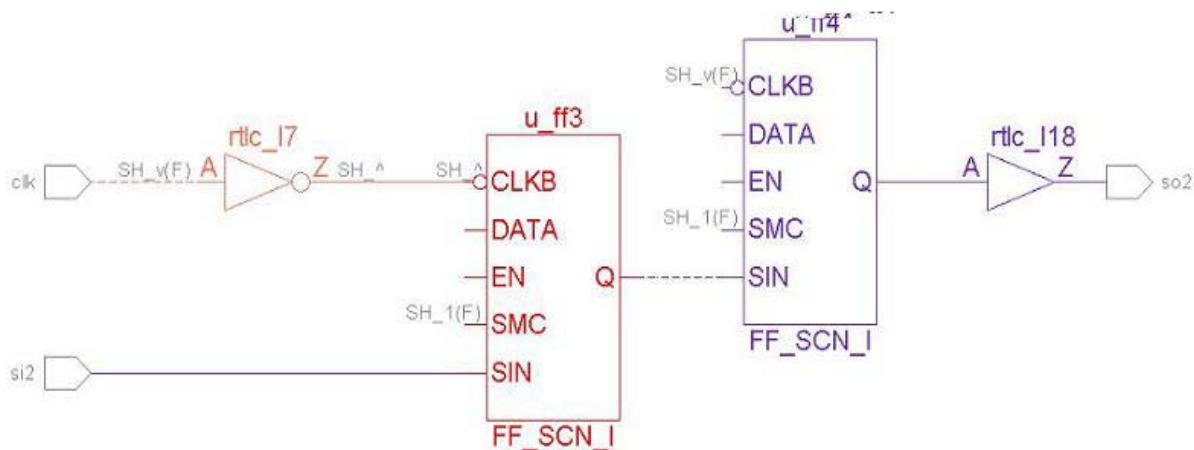 u_ff4
SH_v(F)
CLKB
DATA
EN
Q
SMC
SH_1(F)
SIN
FF_SCN_I
rtlc_I18
A
Z
so2
u_ff3
rtlc_I7
clk
SH_v(F)
A
Z
SH_^
SH_^
CLKB
DATA
EN
Q
SH_1(F)
SMC
si2
SIN
FF_SCN_I